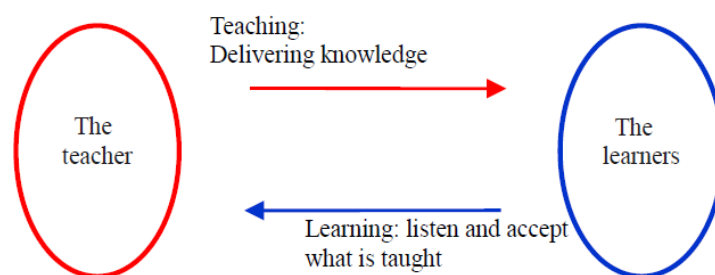 Teaching:
Delivering knowledge
The
teacher
The
learners
Learning: listen and accept
what is taught